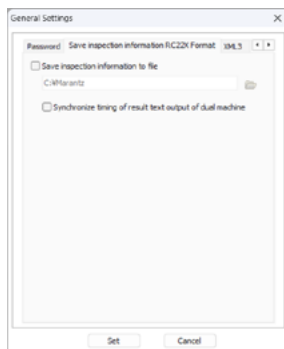 General Settings
Password Save inspection information RC22X Format XML3
Save inspection information to file
C:¥Marantz
Synchronize timing of result text output of dual machine
Set Cancel